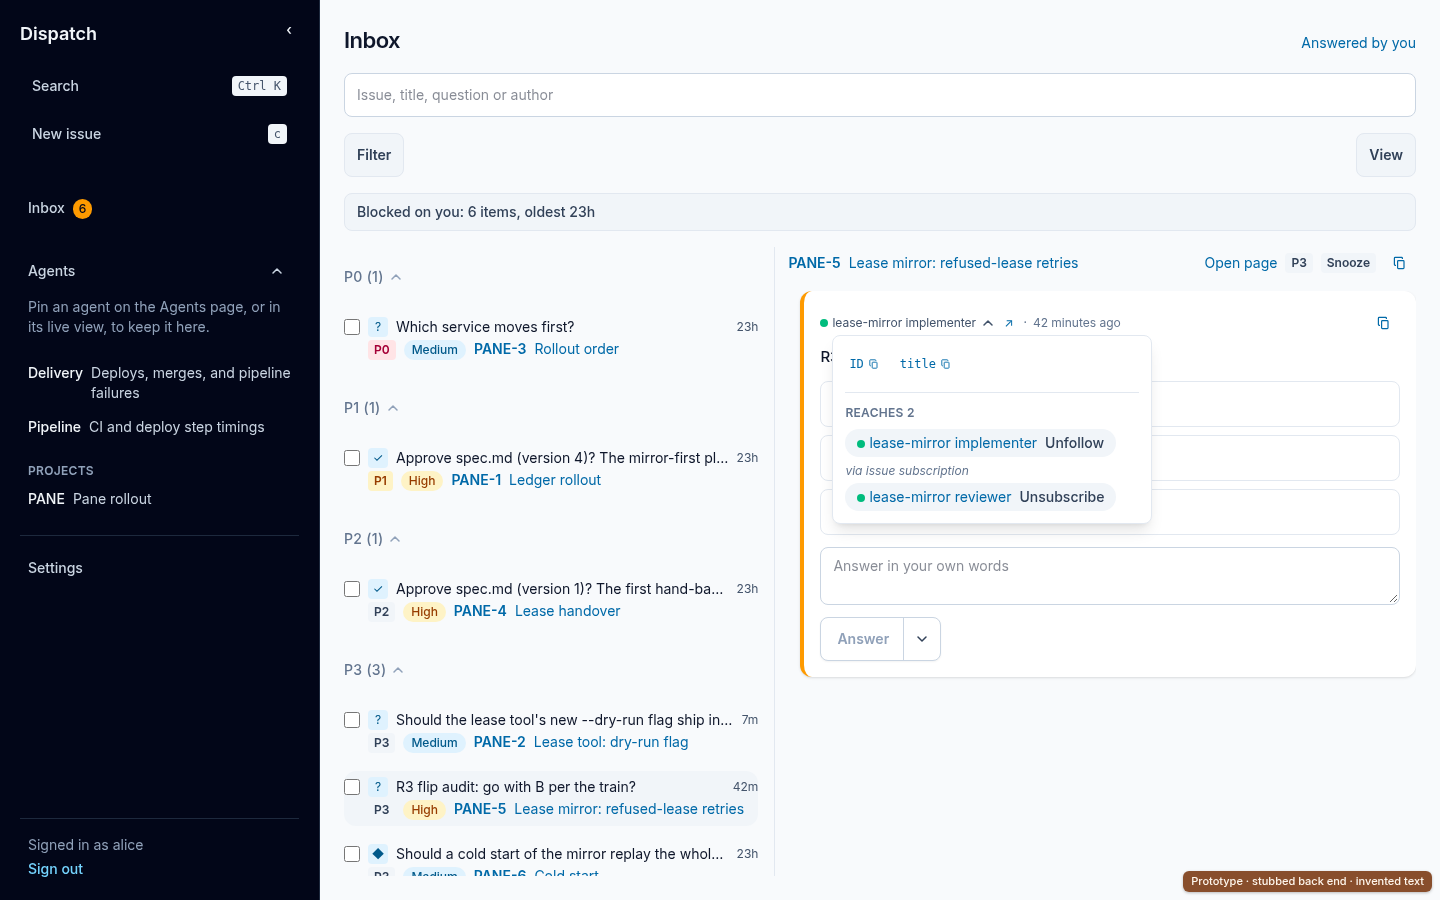 Dispatch
Search
Ctrl K
New issue
c
Inbox 6
Agents
Pin an agent on the Agents page, or in
its live view, to keep it here.
Delivery Deploys, merges, and pipeline
failures
Pipeline CI and deploy step timings
PROJECTS
PANE Pane rollout
Settings
Signed in as alice
Sign out
Inbox
Answered by you
Issue, title, question or author
Filter
View
Blocked on you: 6 items, oldest 23h
P0 (1)
? Which service moves first? 23h
P0 Medium PANE-3 Rollout order
P1 (1)
Approve spec.md (version 4)? The mirror-first pl... 23h
P1 High PANE-1 Ledger rollout
P2 (1)
Approve spec.md (version 1)? The first hand-ba... 23h
P2 High PANE-4 Lease handover
P3 (3)
? Should the lease tool's new --dry-run flag ship in... 7m
P3 Medium PANE-2 Lease tool: dry-run flag
? R3 flip audit: go with B per the train? 42m
P3 High PANE-5 Lease mirror: refused-lease retries
Should a cold start of the mirror replay the whol... 23h
P3 Medium PANE-6 Cold start
PANE-5 Lease mirror: refused-lease retries
Open page P3 Snooze
lease-mirror implementer · 42 minutes ago
ID title
REACHES 2
lease-mirror implementer Unfollow
via issue subscription
lease-mirror reviewer Unsubscribe
Answer in your own words
Answer
Prototype · stubbed back end · invented text